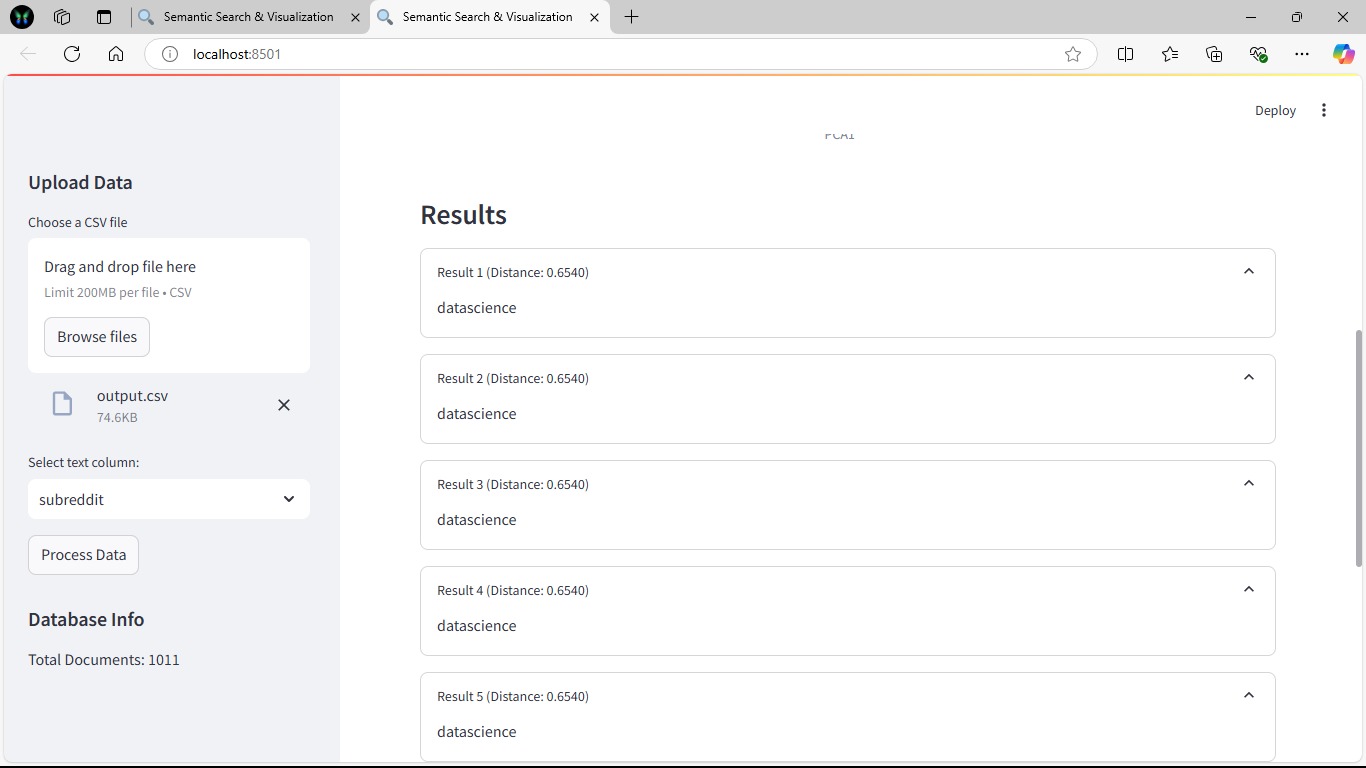 Semantic Search & Visualization
Semantic Search & Visualization
localhost:8501
Deploy
PCA1
Upload Data
Choose a CSV file
Drag and drop file here
Limit 200MB per file • CSV
Browse files
output.csv
74.6KB
Select text column:
subreddit
Process Data
Database Info
Total Documents: 1011
Results
Result 1 (Distance: 0.6540)
datascience
Result 2 (Distance: 0.6540)
datascience
Result 3 (Distance: 0.6540)
datascience
Result 4 (Distance: 0.6540)
datascience
Result 5 (Distance: 0.6540)
datascience